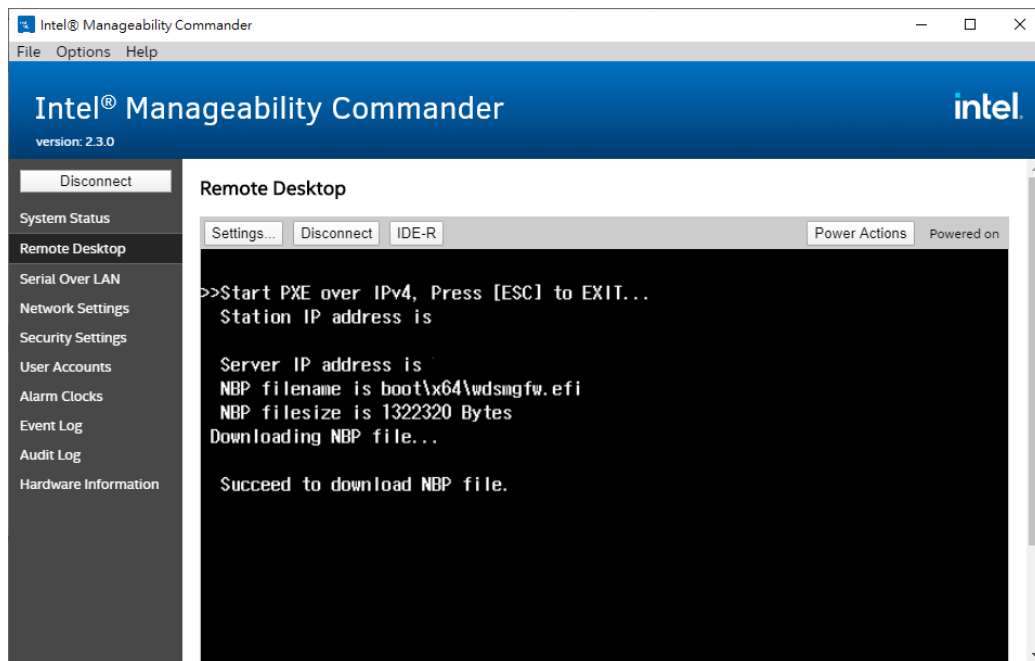 Intel® Manageability Commander
File Options Help
Intel® Manageability Commander
intel.
version: 2.3.0
Disconnect
System Status
Remote Desktop
Serial Over LAN
Network Settings
Security Settings
User Accounts
Alarm Clocks
Event Log
Audit Log
Hardware Information
Remote Desktop
Settings... Disconnect IDE-R Power Actions Powered on
>>Start PXE over IPv4, Press [ESC] to EXIT...
Station IP address is
Server IP address is
NBP filename is boot\x64\wdsmgfw.efi
NBP filesize is 1322320 Bytes
Downloading NBP file...
Succeed to download NBP file.